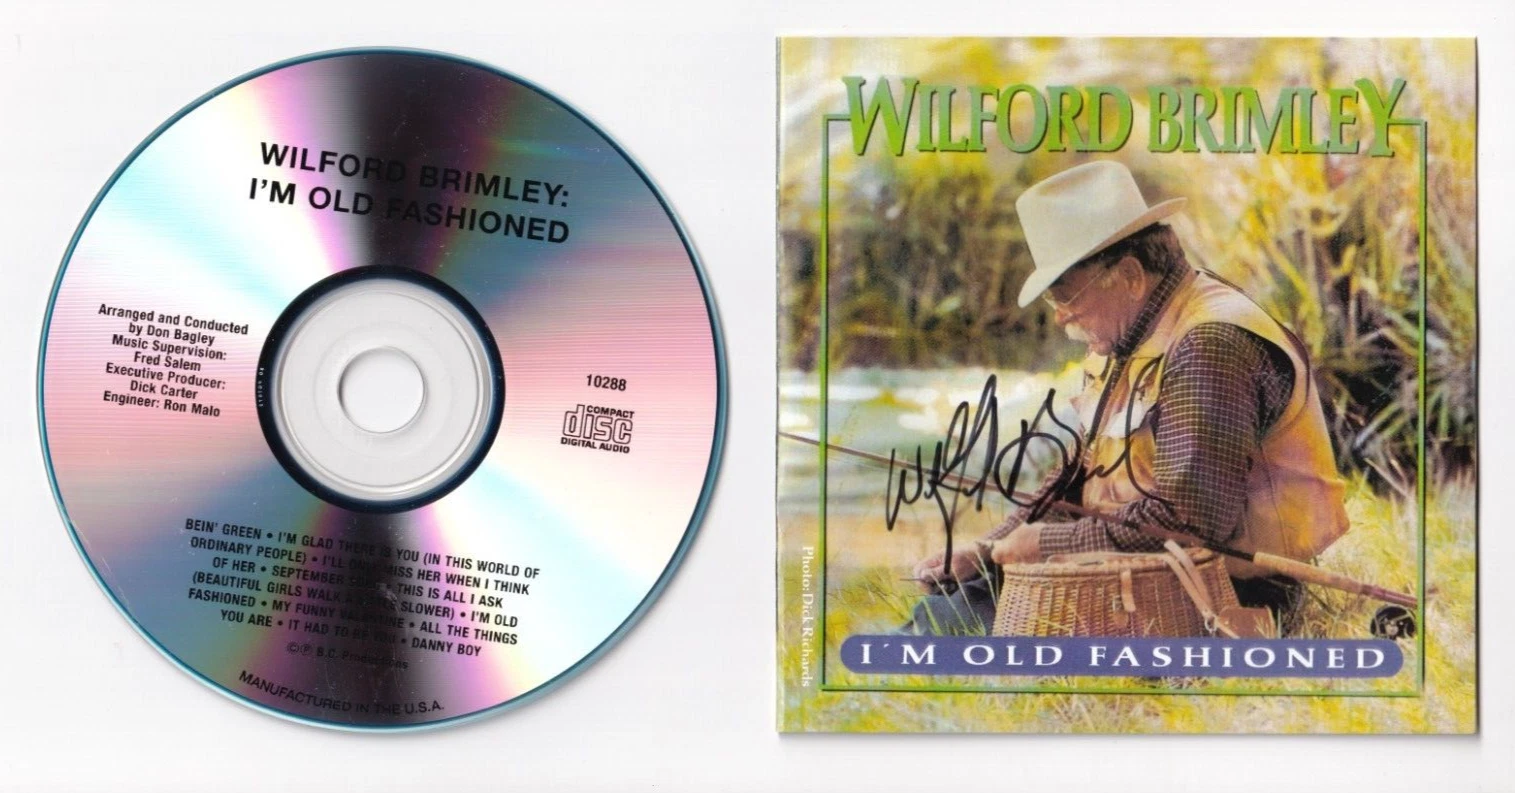 WILFORD BRIMLEY:
I'M OLD FASHIONED
Arranged and Conducted
by Don Bagley
Music Supervision:
Fred Salem
Executive Producer:
Dick Carter
Engineer: Ron Malo
10288
COMPACT
disc
DIGITAL AUDIO
BEIN' GREEN • I'M GLAD THERE IS YOU (IN THIS WORLD OF
ORDINARY PEOPLE) • I'LL ONLY MISS HER WHEN I THINK
OF HER • SEPTEMBER SONG • THIS IS ALL I ASK
(BEAUTIFUL GIRLS WALK A LITTLE SLOWER) • I'M OLD
FASHIONED • MY FUNNY VALENTINE • ALL THE THINGS
YOU ARE • IT HAD TO BE YOU • DANNY BOY
©℗ B.C. Productions
MANUFACTURED IN THE U.S.A.
WILFORD BRIMLEY
Wilford Brimley
Photo: Dick Richards
I'M OLD FASHIONED